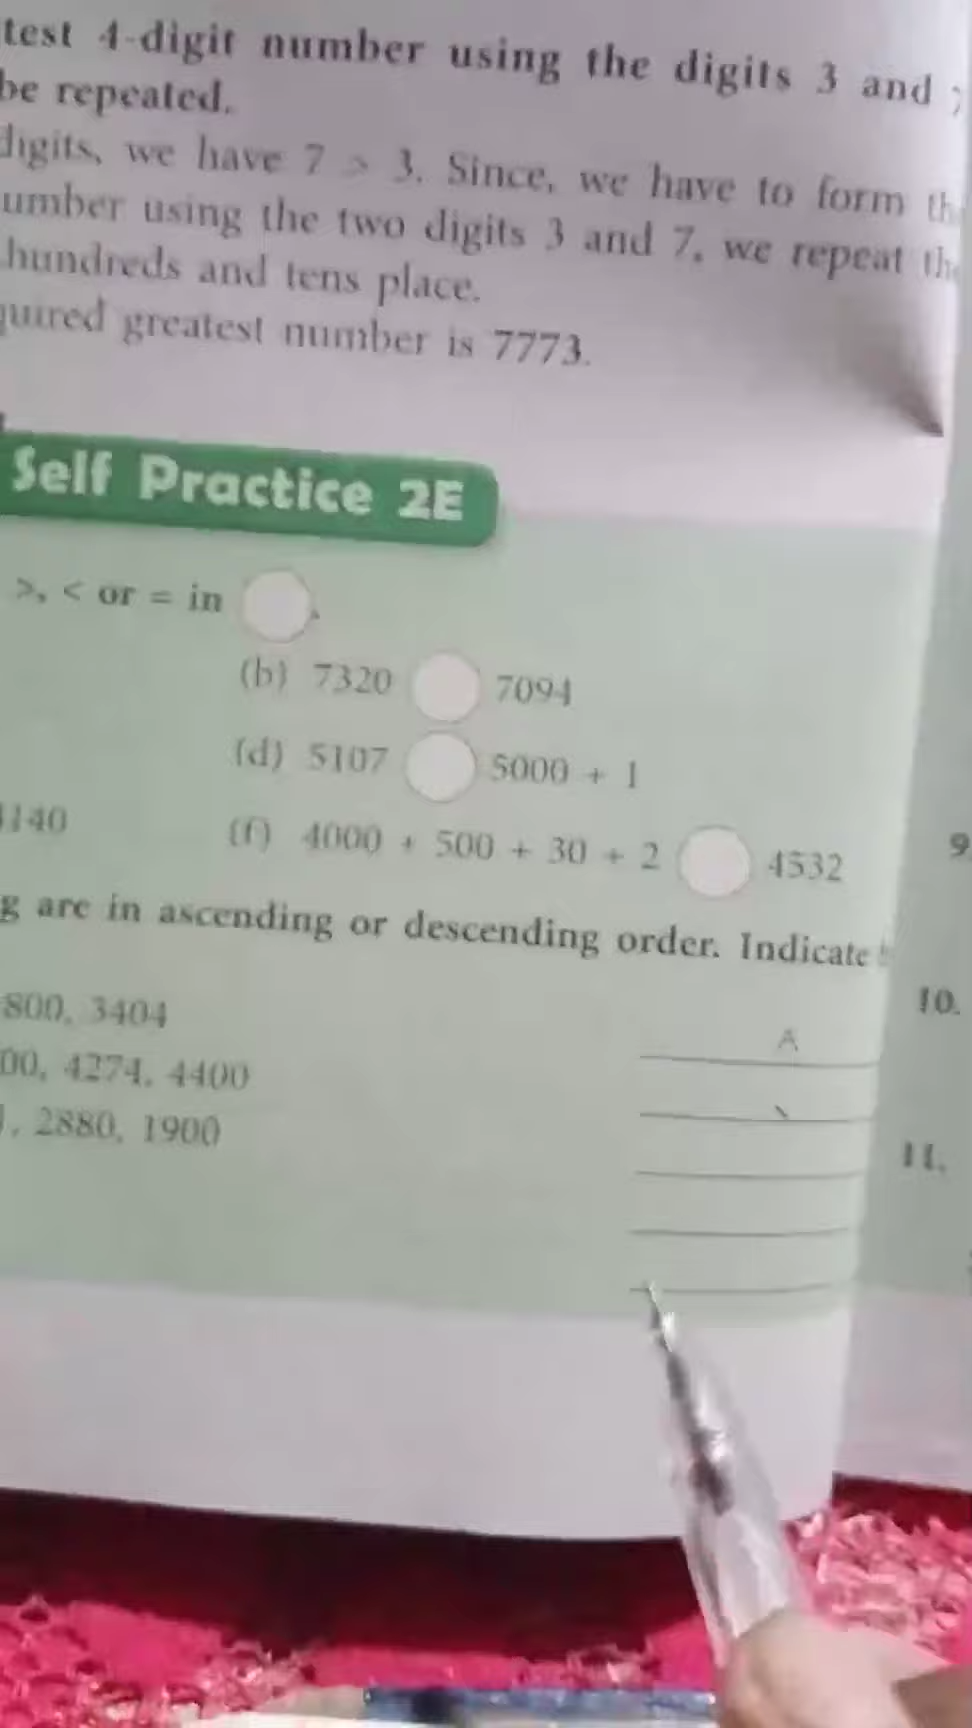 test 4-digit number using the digits 3 and
be repeated.
digits, we have 7 > 3. Since, we have to form th
umber using the two digits 3 and 7, we repeat the
hundreds and tens place.
quired greatest number is 7773.
Self Practice 2E
>, < or = in .
(b) 7320 7094
(d) 5107 5000 + 1
140
(f) 4000 + 500 + 30 + 2 4532
9.
g are in ascending or descending order. Indicate
10.
800, 3404
A
00, 4274, 4400
, 2880, 1900
11.